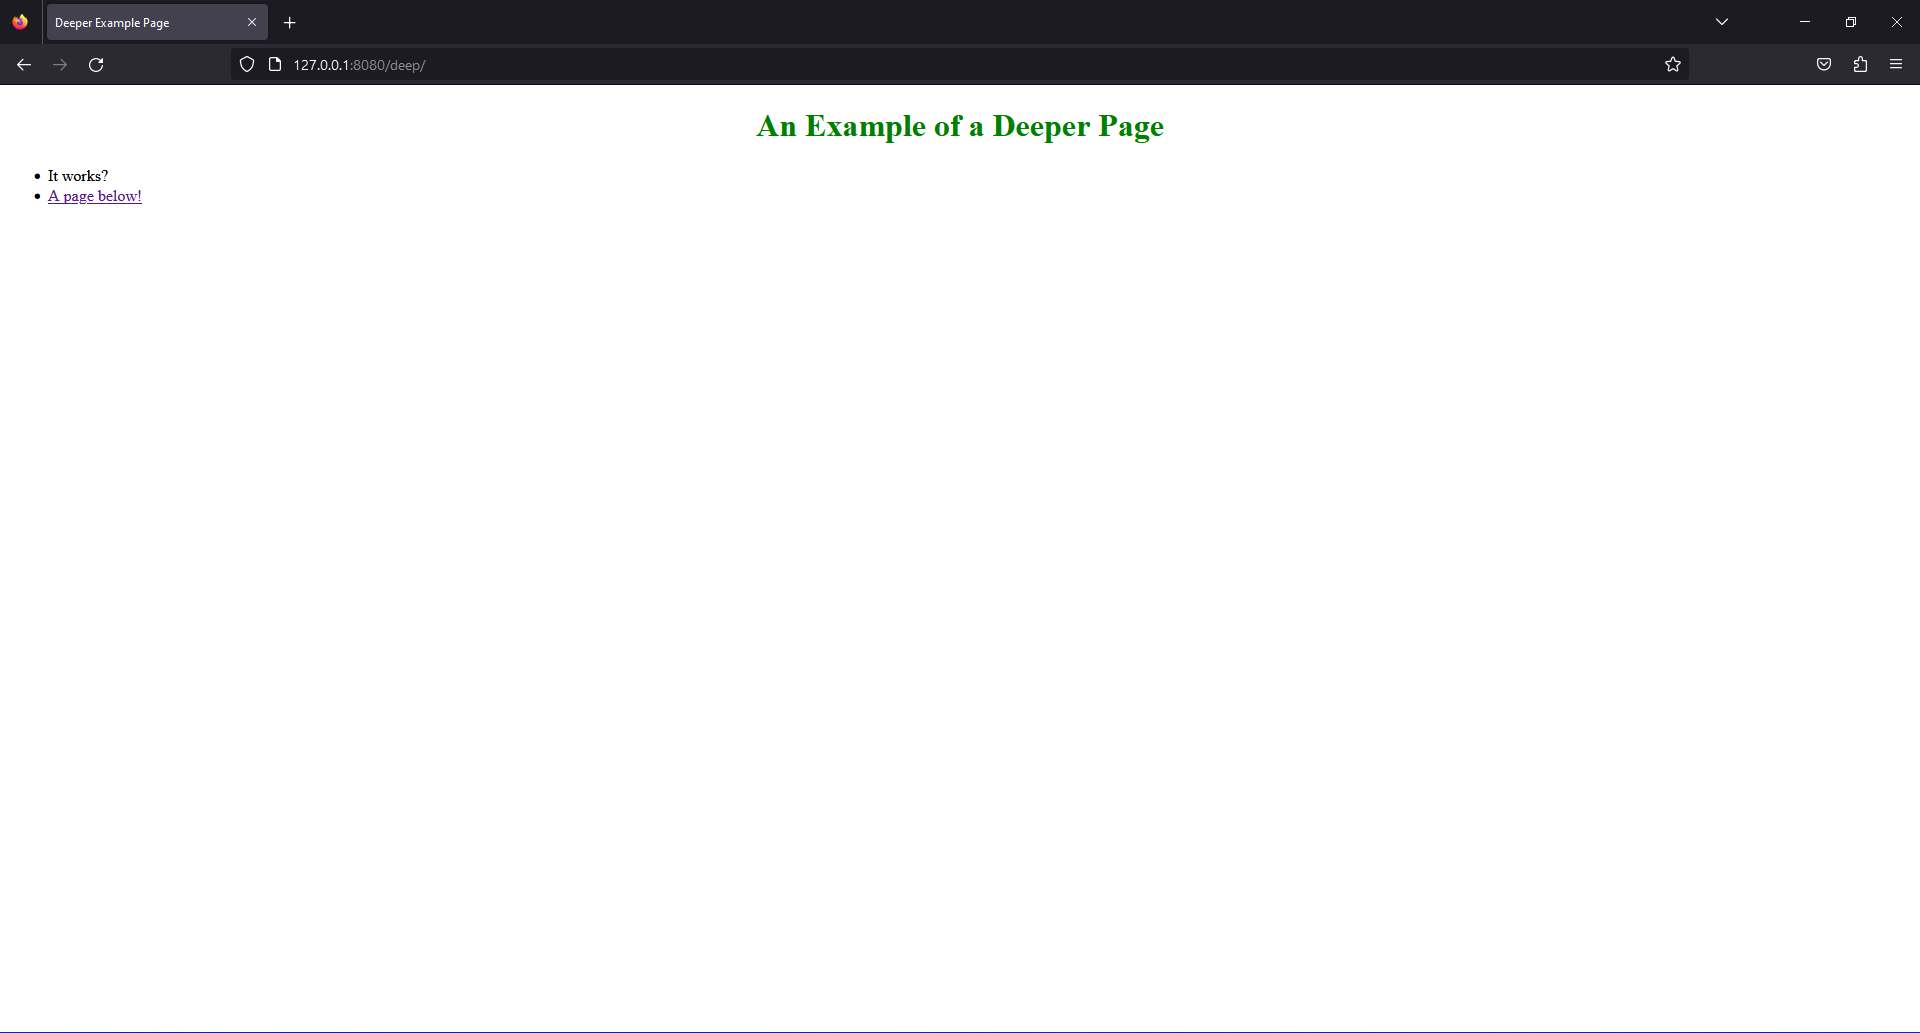 Deeper Example Page
127.0.0.1:8080/deep/
An Example of a Deeper Page
It works?
A page below!